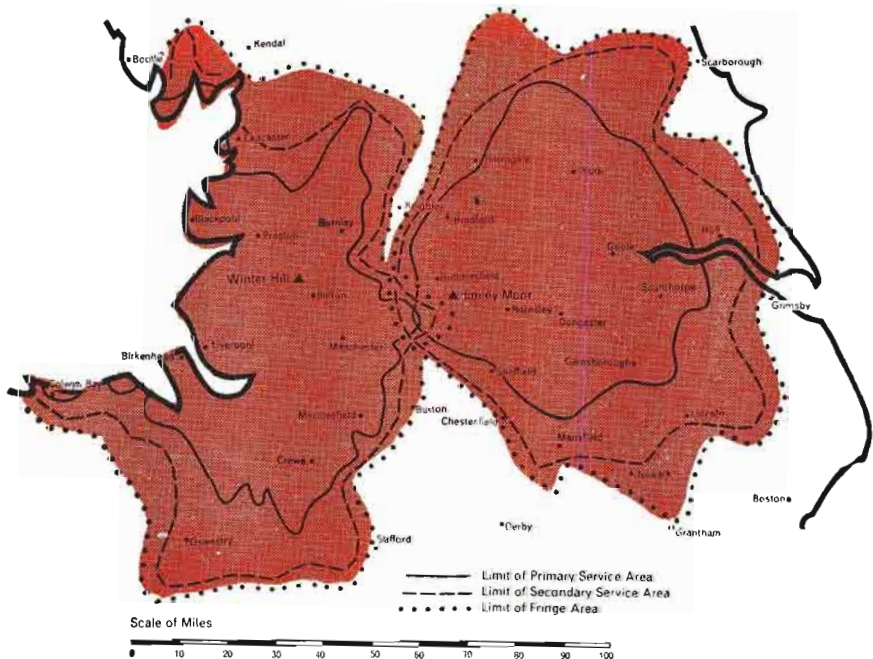 Kendal
Bootle
Scarborough
Lancaster
Harrogate
York
Keighley
Blackpool
Burnley
Bradford
Preston
Hull
Goole
Winter Hill
Huddersfield
Bolton
Emley Moor
Scunthorpe
Barnsley
Doncaster
Grimsby
Liverpool
Manchester
Birkenhead
Sheffield
Gainsborough
Colwyn Bay
Macclesfield
Buxton
Chesterfield
Lincoln
Mansfield
Crewe
Newark
Boston
Derby
Grantham
Oswestry
Stafford
Limit of Primary Service Area
Limit of Secondary Service Area
Limit of Fringe Area
Scale of Miles
0 10 20 30 40 50 60 70 80 90 100